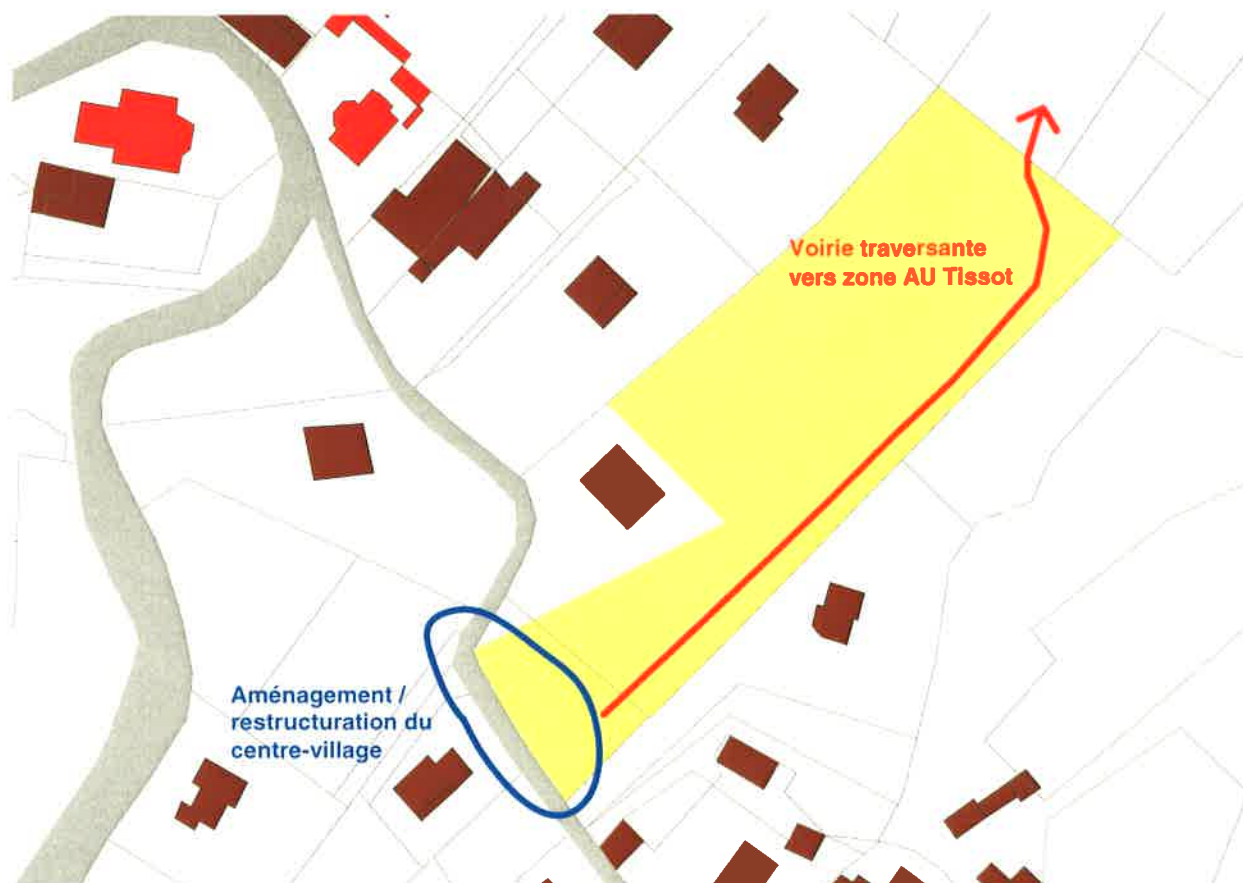 Voirie traversante
vers zone AU Tissot
Aménagement /
restructuration du
centre-village